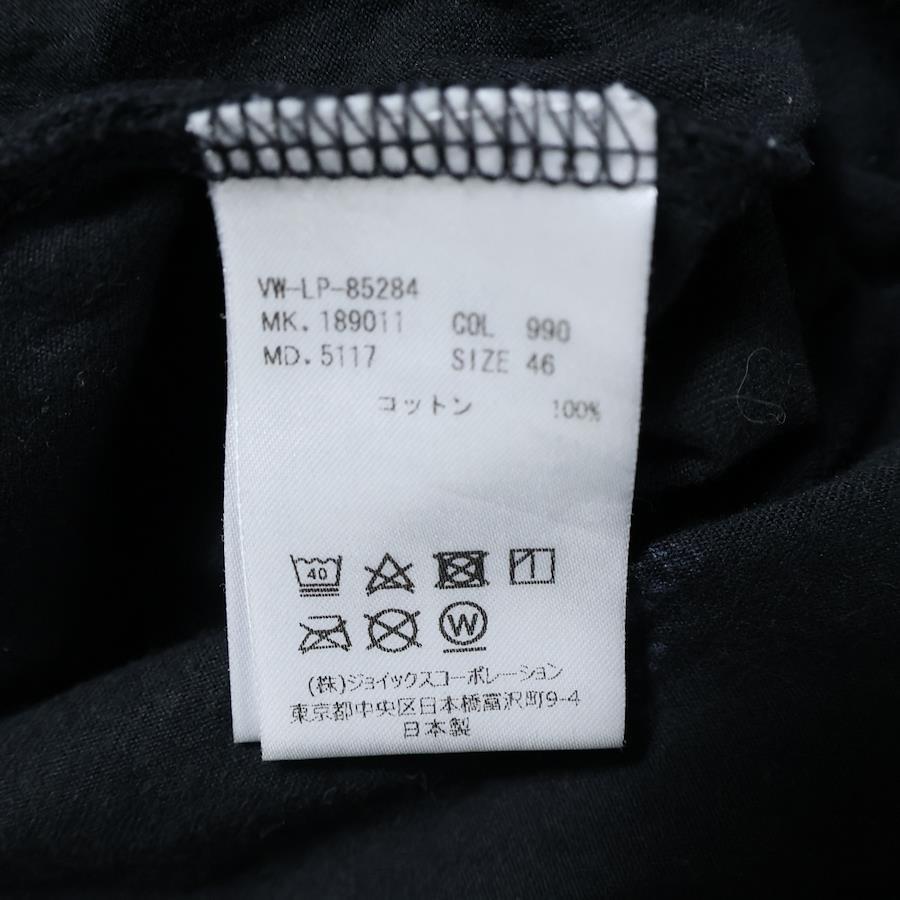 VW-LP-85284
MK. 189011 COL 990
MD. 5117 SIZE 46
コットン 100%
40
W
(株)ジョイックスコーポレーション
東京都中央区日本橋富沢町9-4
日本製